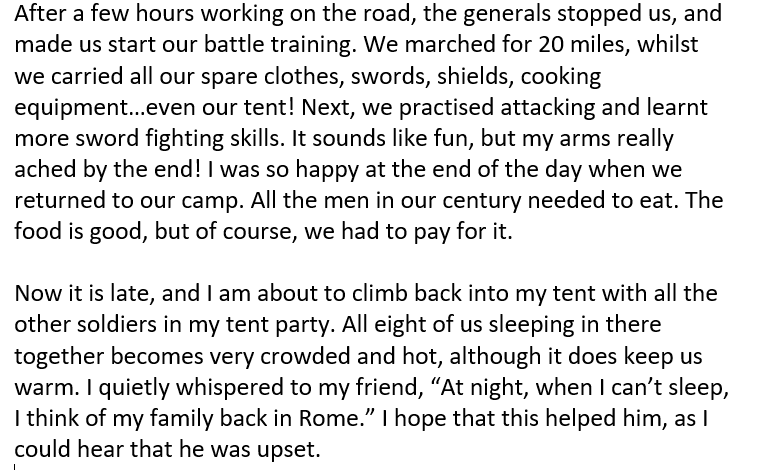 After a few hours working on the road, the generals stopped us, and
made us start our battle training. We marched for 20 miles, whilst
we carried all our spare clothes, swords, shields, cooking
equipment…even our tent! Next, we practised attacking and learnt
more sword fighting skills. It sounds like fun, but my arms really
ached by the end! I was so happy at the end of the day when we
returned to our camp. All the men in our century needed to eat. The
food is good, but of course, we had to pay for it.

Now it is late, and I am about to climb back into my tent with all the
other soldiers in my tent party. All eight of us sleeping in there
together becomes very crowded and hot, although it does keep us
warm. I quietly whispered to my friend, “At night, when I can’t sleep,
I think of my family back in Rome.” I hope that this helped him, as I
could hear that he was upset.